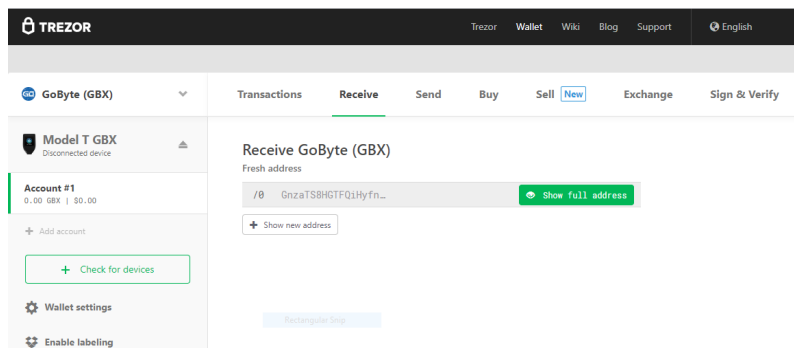 TREZOR
Trezor Wallet Wiki Blog Support English
GoByte (GBX)
Transactions Receive Send Buy Sell New Exchange Sign & Verify
Model T GBX
Disconnected device
Account #1
0.00 GBX | $0.00
+ Add account
+ Check for devices
Wallet settings
Enable labeling
Receive GoByte (GBX)
Fresh address
/0 GnzaTS8HGTFQiHyfn… Show full address
+ Show new address
Rectangular Snip